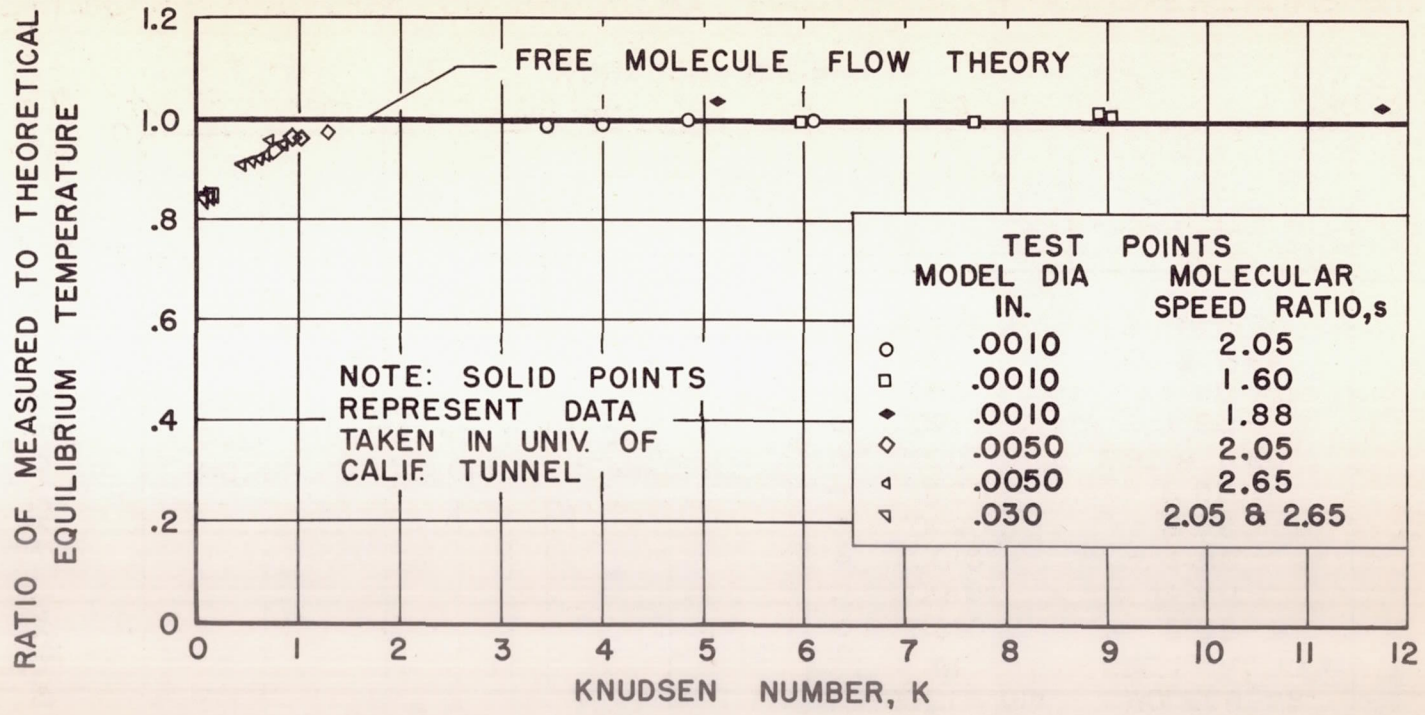 RATIO OF MEASURED TO THEORETICAL
EQUILIBRIUM TEMPERATURE
1.2
1.0
.8
.6
.4
.2
0
FREE MOLECULE FLOW THEORY
NOTE: SOLID POINTS
REPRESENT DATA
TAKEN IN UNIV. OF
CALIF. TUNNEL
TEST POINTS
MODEL DIA MOLECULAR
IN. SPEED RATIO,s
.0010 2.05
.0010 1.60
.0010 1.88
.0050 2.05
.0050 2.65
.030 2.05 & 2.65
0 1 2 3 4 5 6 7 8 9 10 11 12
KNUDSEN NUMBER, K